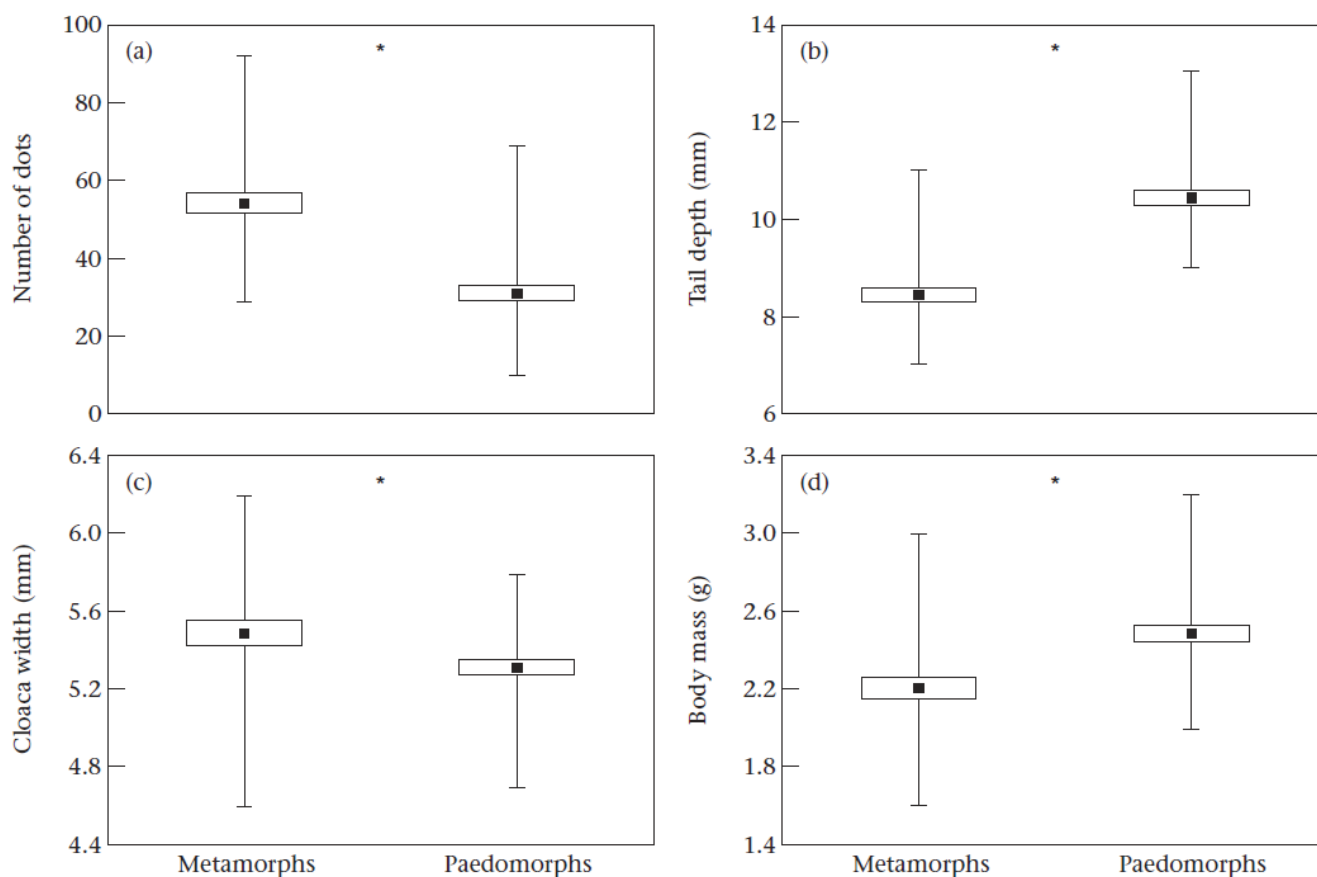 (a)
*
Number of dots
100
80
60
40
20
0
(b)
*
Tail depth (mm)
14
12
10
8
6
(c)
*
Cloaca width (mm)
6.4
6.0
5.6
5.2
4.8
4.4
Metamorphs Paedomorphs
(d)
*
Body mass (g)
3.4
3.0
2.6
2.2
1.8
1.4
Metamorphs Paedomorphs